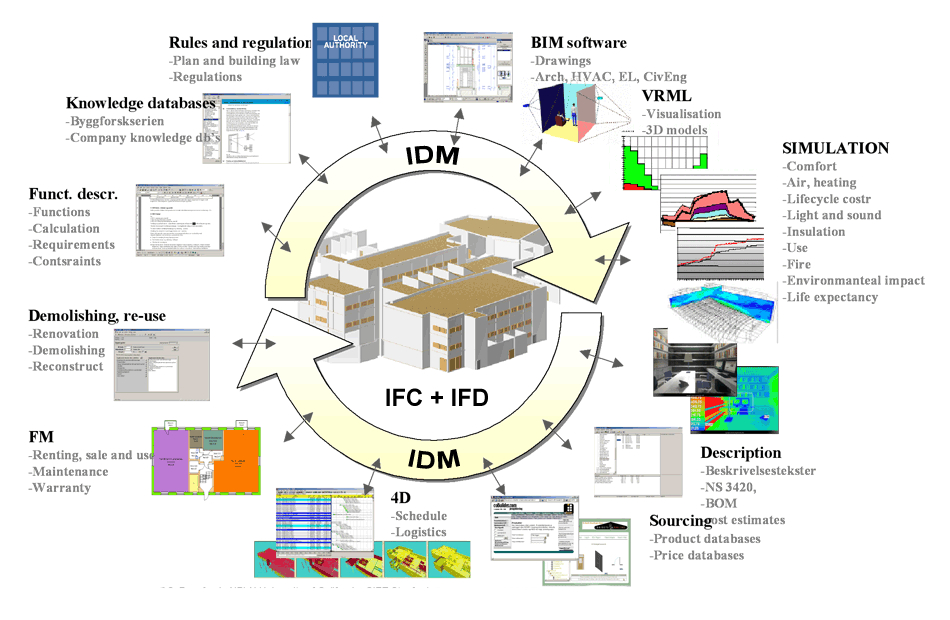 Rules and regulation
-Plan and building law
-Regulations
LOCAL
AUTHORITY
BIM software
-Drawings
-Arch, HVAC, EL, CivEng
VRML
-Visualisation
-3D models
Knowledge databases
-Byggforskserien
-Company knowledge db's
IDM
SIMULATION
-Comfort
-Air, heating
-Lifecycle costr
-Light and sound
-Insulation
-Use
-Fire
-Environmanteal impact
-Life expectancy
Funct. descr.
-Functions
-Calculation
-Requirements
-Contsraints
Demolishing, re-use
-Renovation
-Demolishing
-Reconstruct
IFC + IFD
IDM
FM
-Renting, sale and use
-Maintenance
-Warranty
4D
-Schedule
-Logistics
Description
-Beskrivelsestekster
-NS 3420,
-BOM
ost estimates
Sourcing
-Product databases
-Price databases